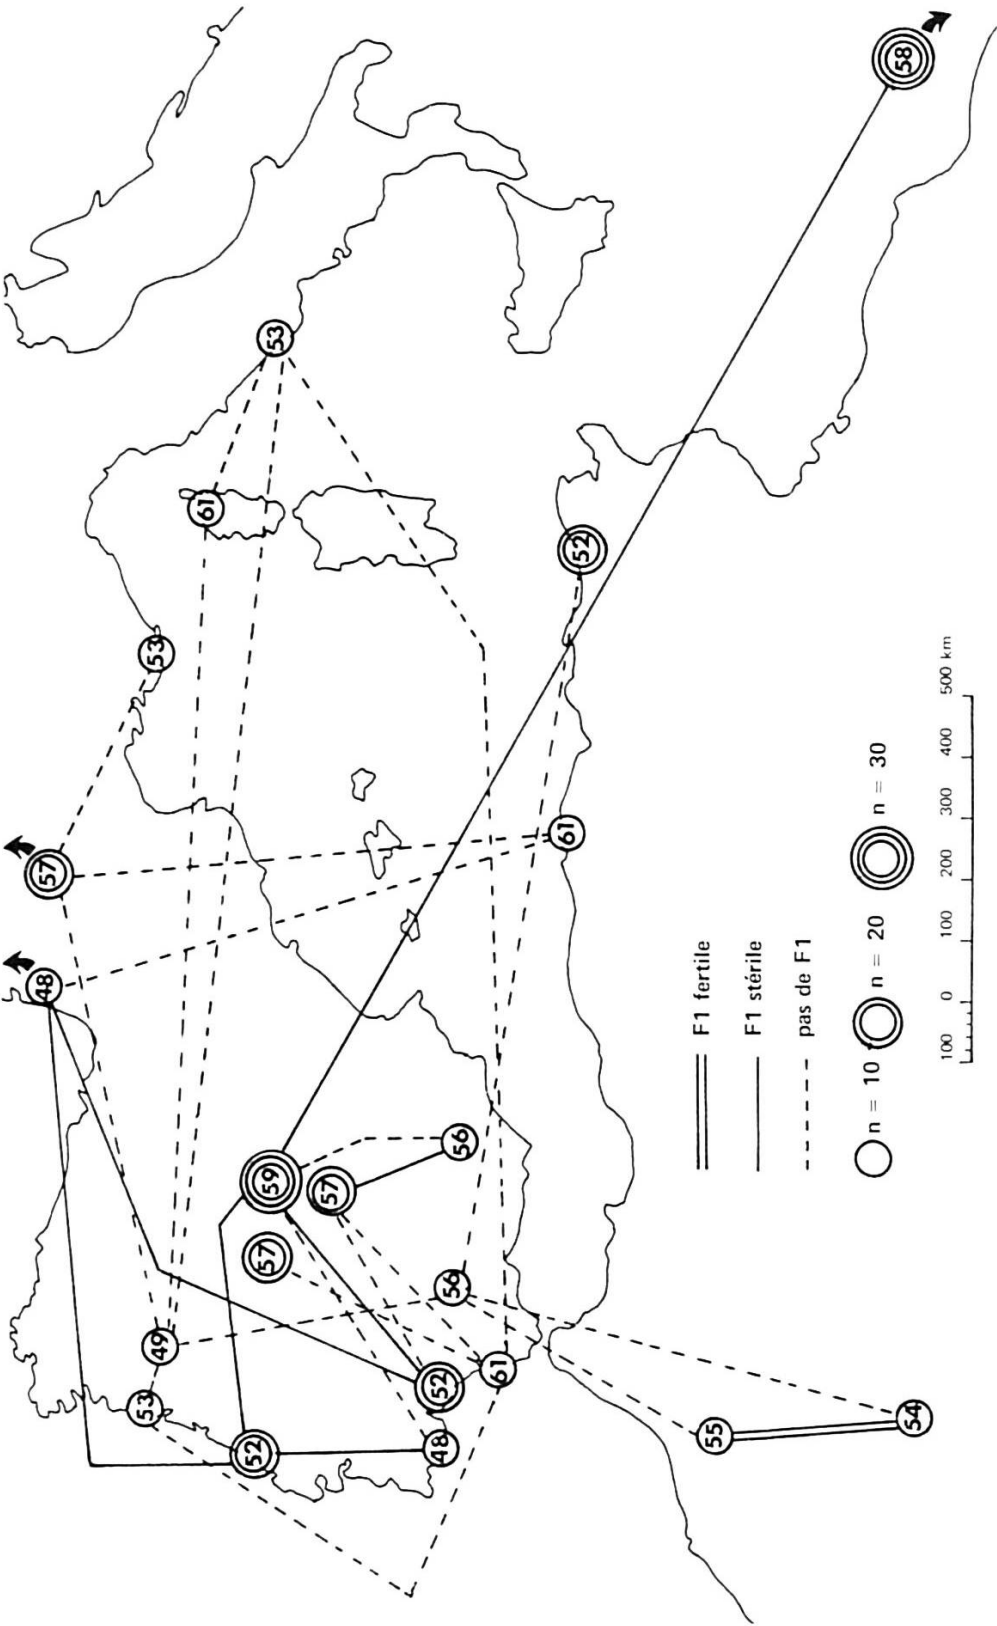 48 57
53 49 53
61
52 57 59 53
57
48 52 56 56
61
61 52
F1 fertile
55
F1 stérile
pas de F1
n = 10 n = 20 n = 30
54 58
100 0 100 200 300 400 500 km